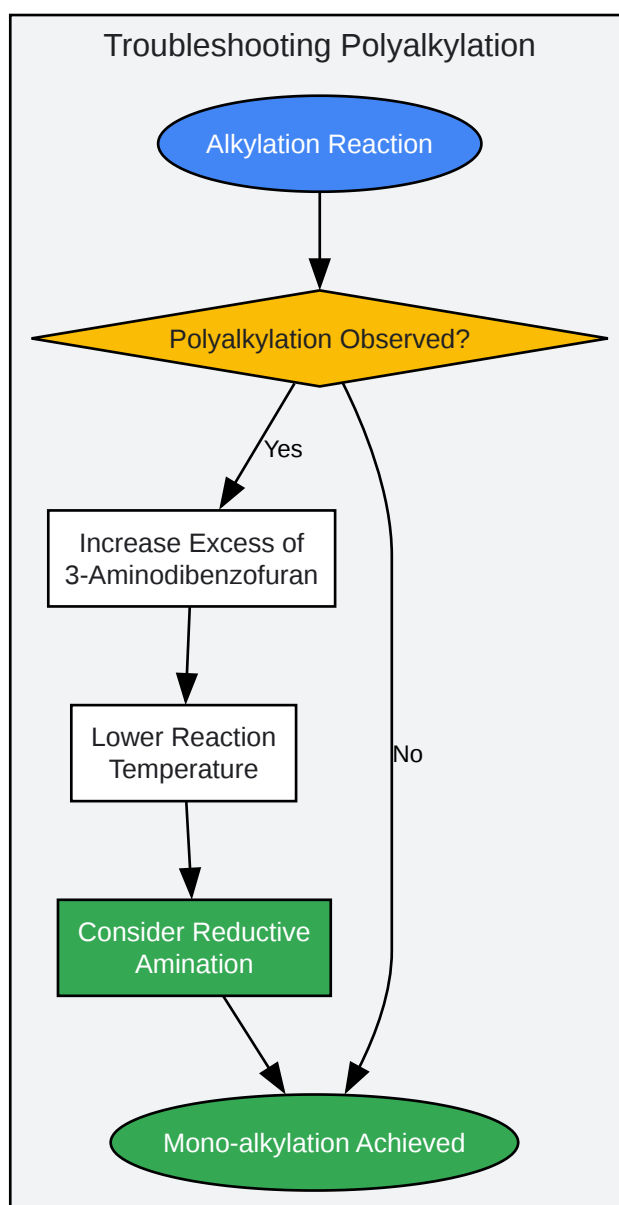 Troubleshooting Polyalkylation
Alkylation Reaction
Polyalkylation Observed?
Yes
Increase Excess of
3-Aminodibenzofuran
Lower Reaction
Temperature
No
Consider Reductive
Amination
Mono-alkylation Achieved